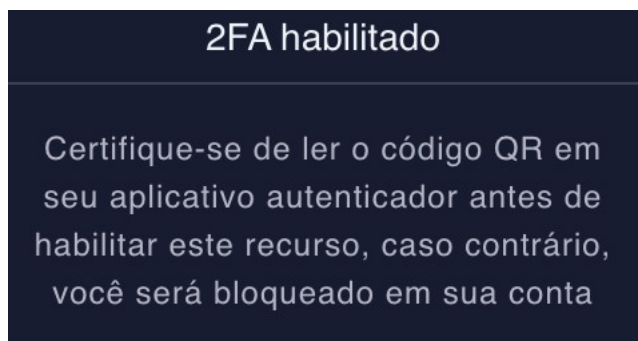 2FA habilitado
Certifique-se de ler o código QR em
seu aplicativo autenticador antes de
habilitar este recurso, caso contrário,
você será bloqueado em sua conta